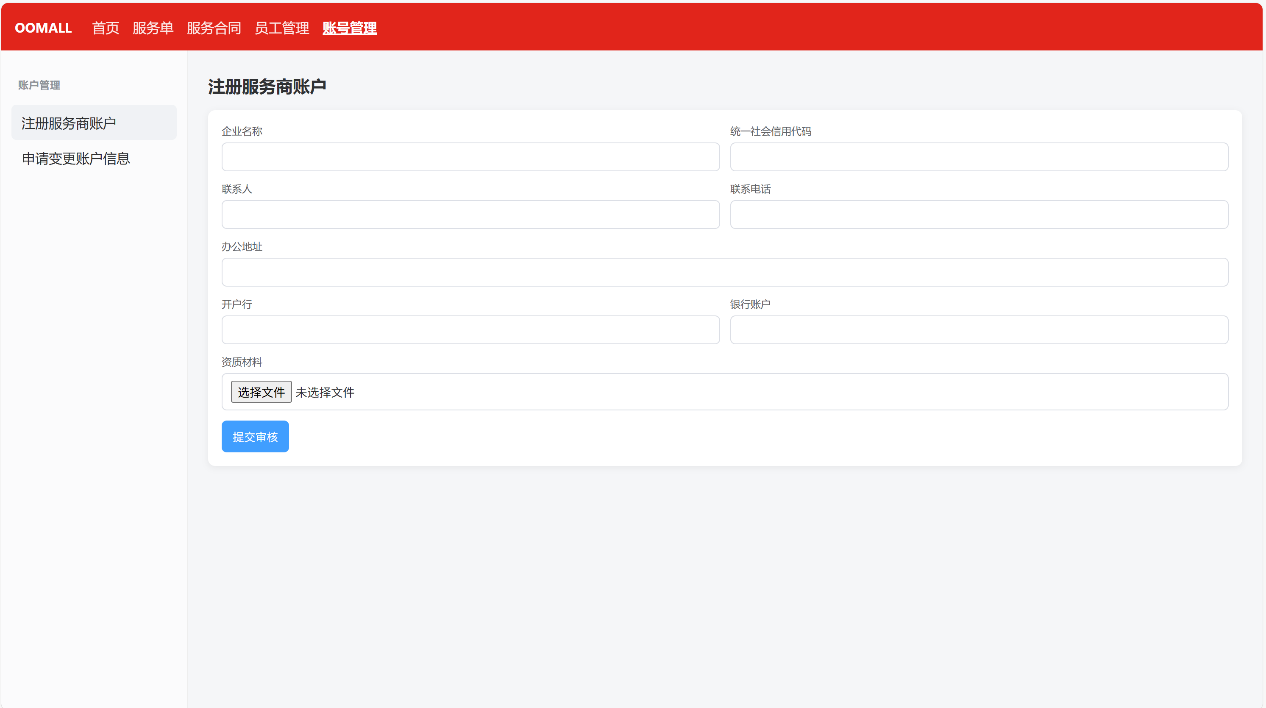 OOMALL 首页 服务单 服务合同 员工管理 账号管理
账户管理
注册服务商账户
申请变更账户信息
注册服务商账户
企业名称 统一社会信用代码
联系人 联系电话
办公地址
开户行 银行账户
资质材料
选择文件 未选择文件
提交审核